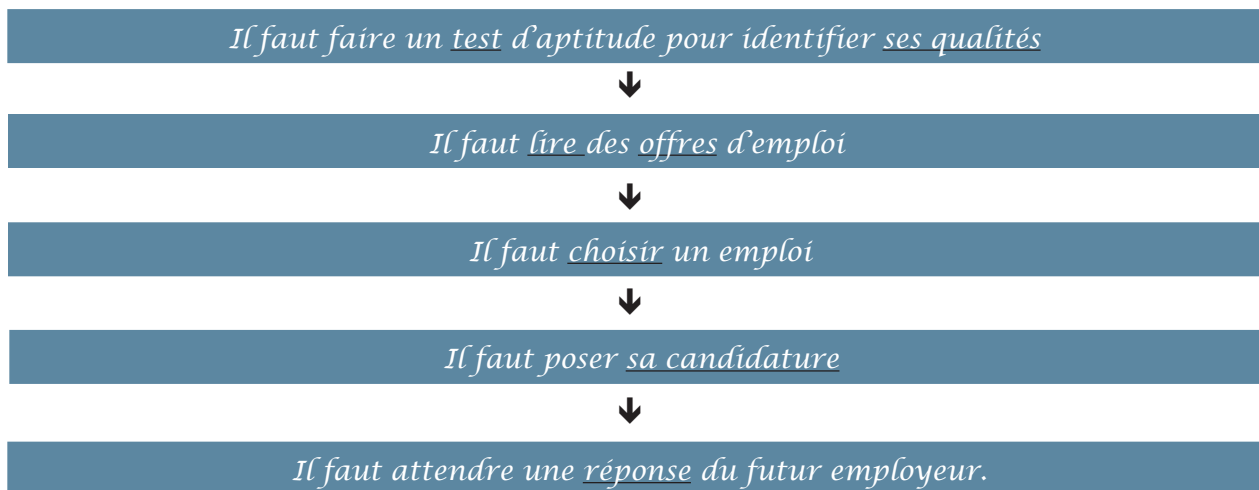 Il faut faire un test d'aptitude pour identifier ses qualités
Il faut lire des offres d'emploi
Il faut choisir un emploi
Il faut poser sa candidature
Il faut attendre une réponse du futur employeur.